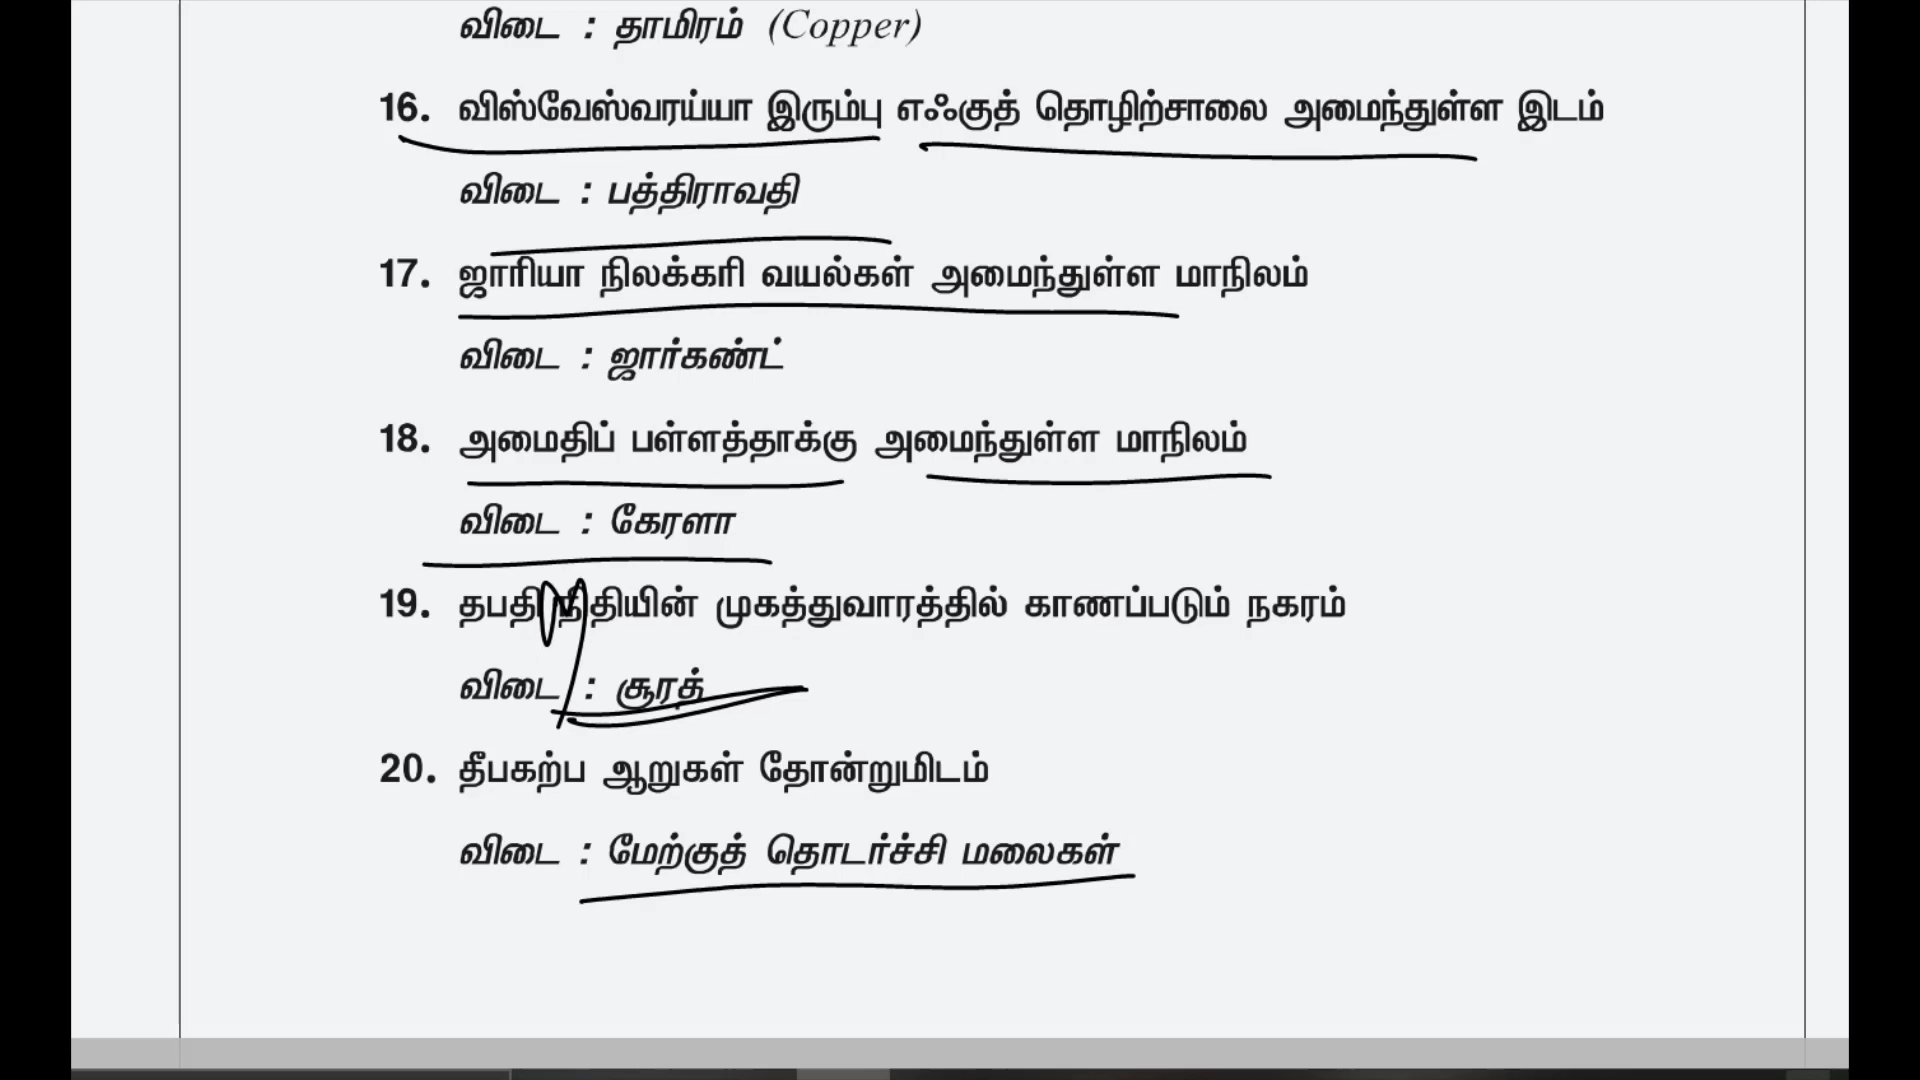 விடை : தாமிரம் (Copper)
16. விஸ்வேஸ்வரய்யா இரும்பு எஃகுத் தொழிற்சாலை அமைந்துள்ள இடம்
விடை : பத்திராவதி
17. ஜாரியா நிலக்கரி வயல்கள் அமைந்துள்ள மாநிலம்
விடை : ஜார்கண்ட்
18. அமைதிப் பள்ளத்தாக்கு அமைந்துள்ள மாநிலம்
விடை : கேரளா
19. தபதி நதியின் முகத்துவாரத்தில் காணப்படும் நகரம்
விடை : சூரத்
20. தீபகற்ப ஆறுகள் தோன்றுமிடம்
விடை : மேற்குத் தொடர்ச்சி மலைகள்